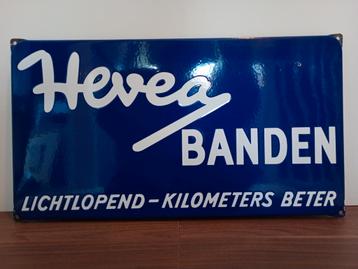 Hevea
BANDEN
LICHTLOPEND - KILOMETERS BETER